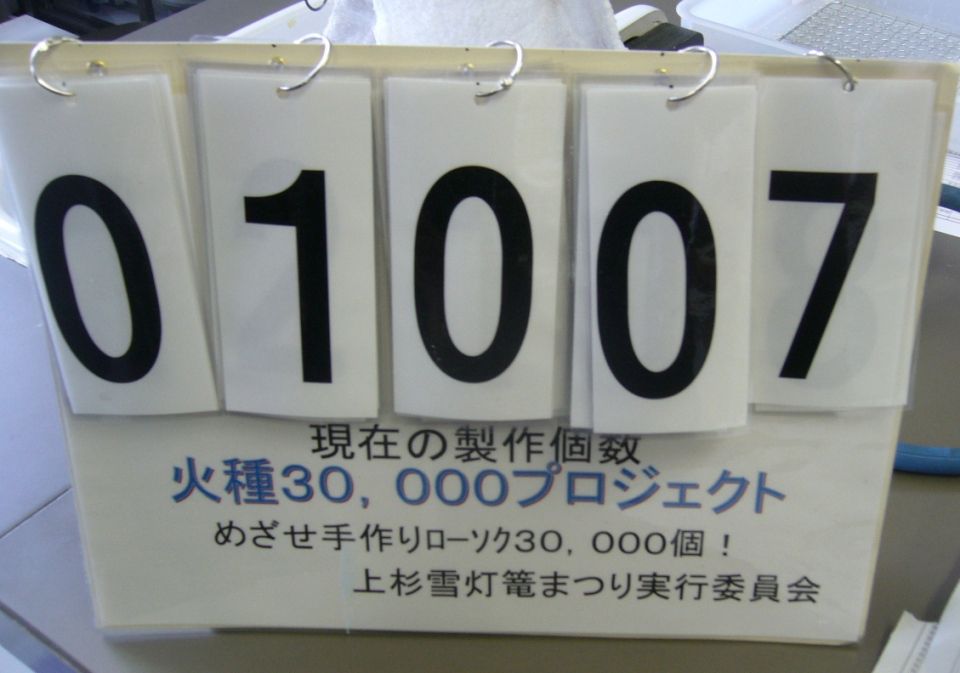 01007
現在の製作個数
火種30，000プロジェクト
めざせ手作りﾛｰｿｸ30，000個！
上杉雪灯篭まつり実行委員会